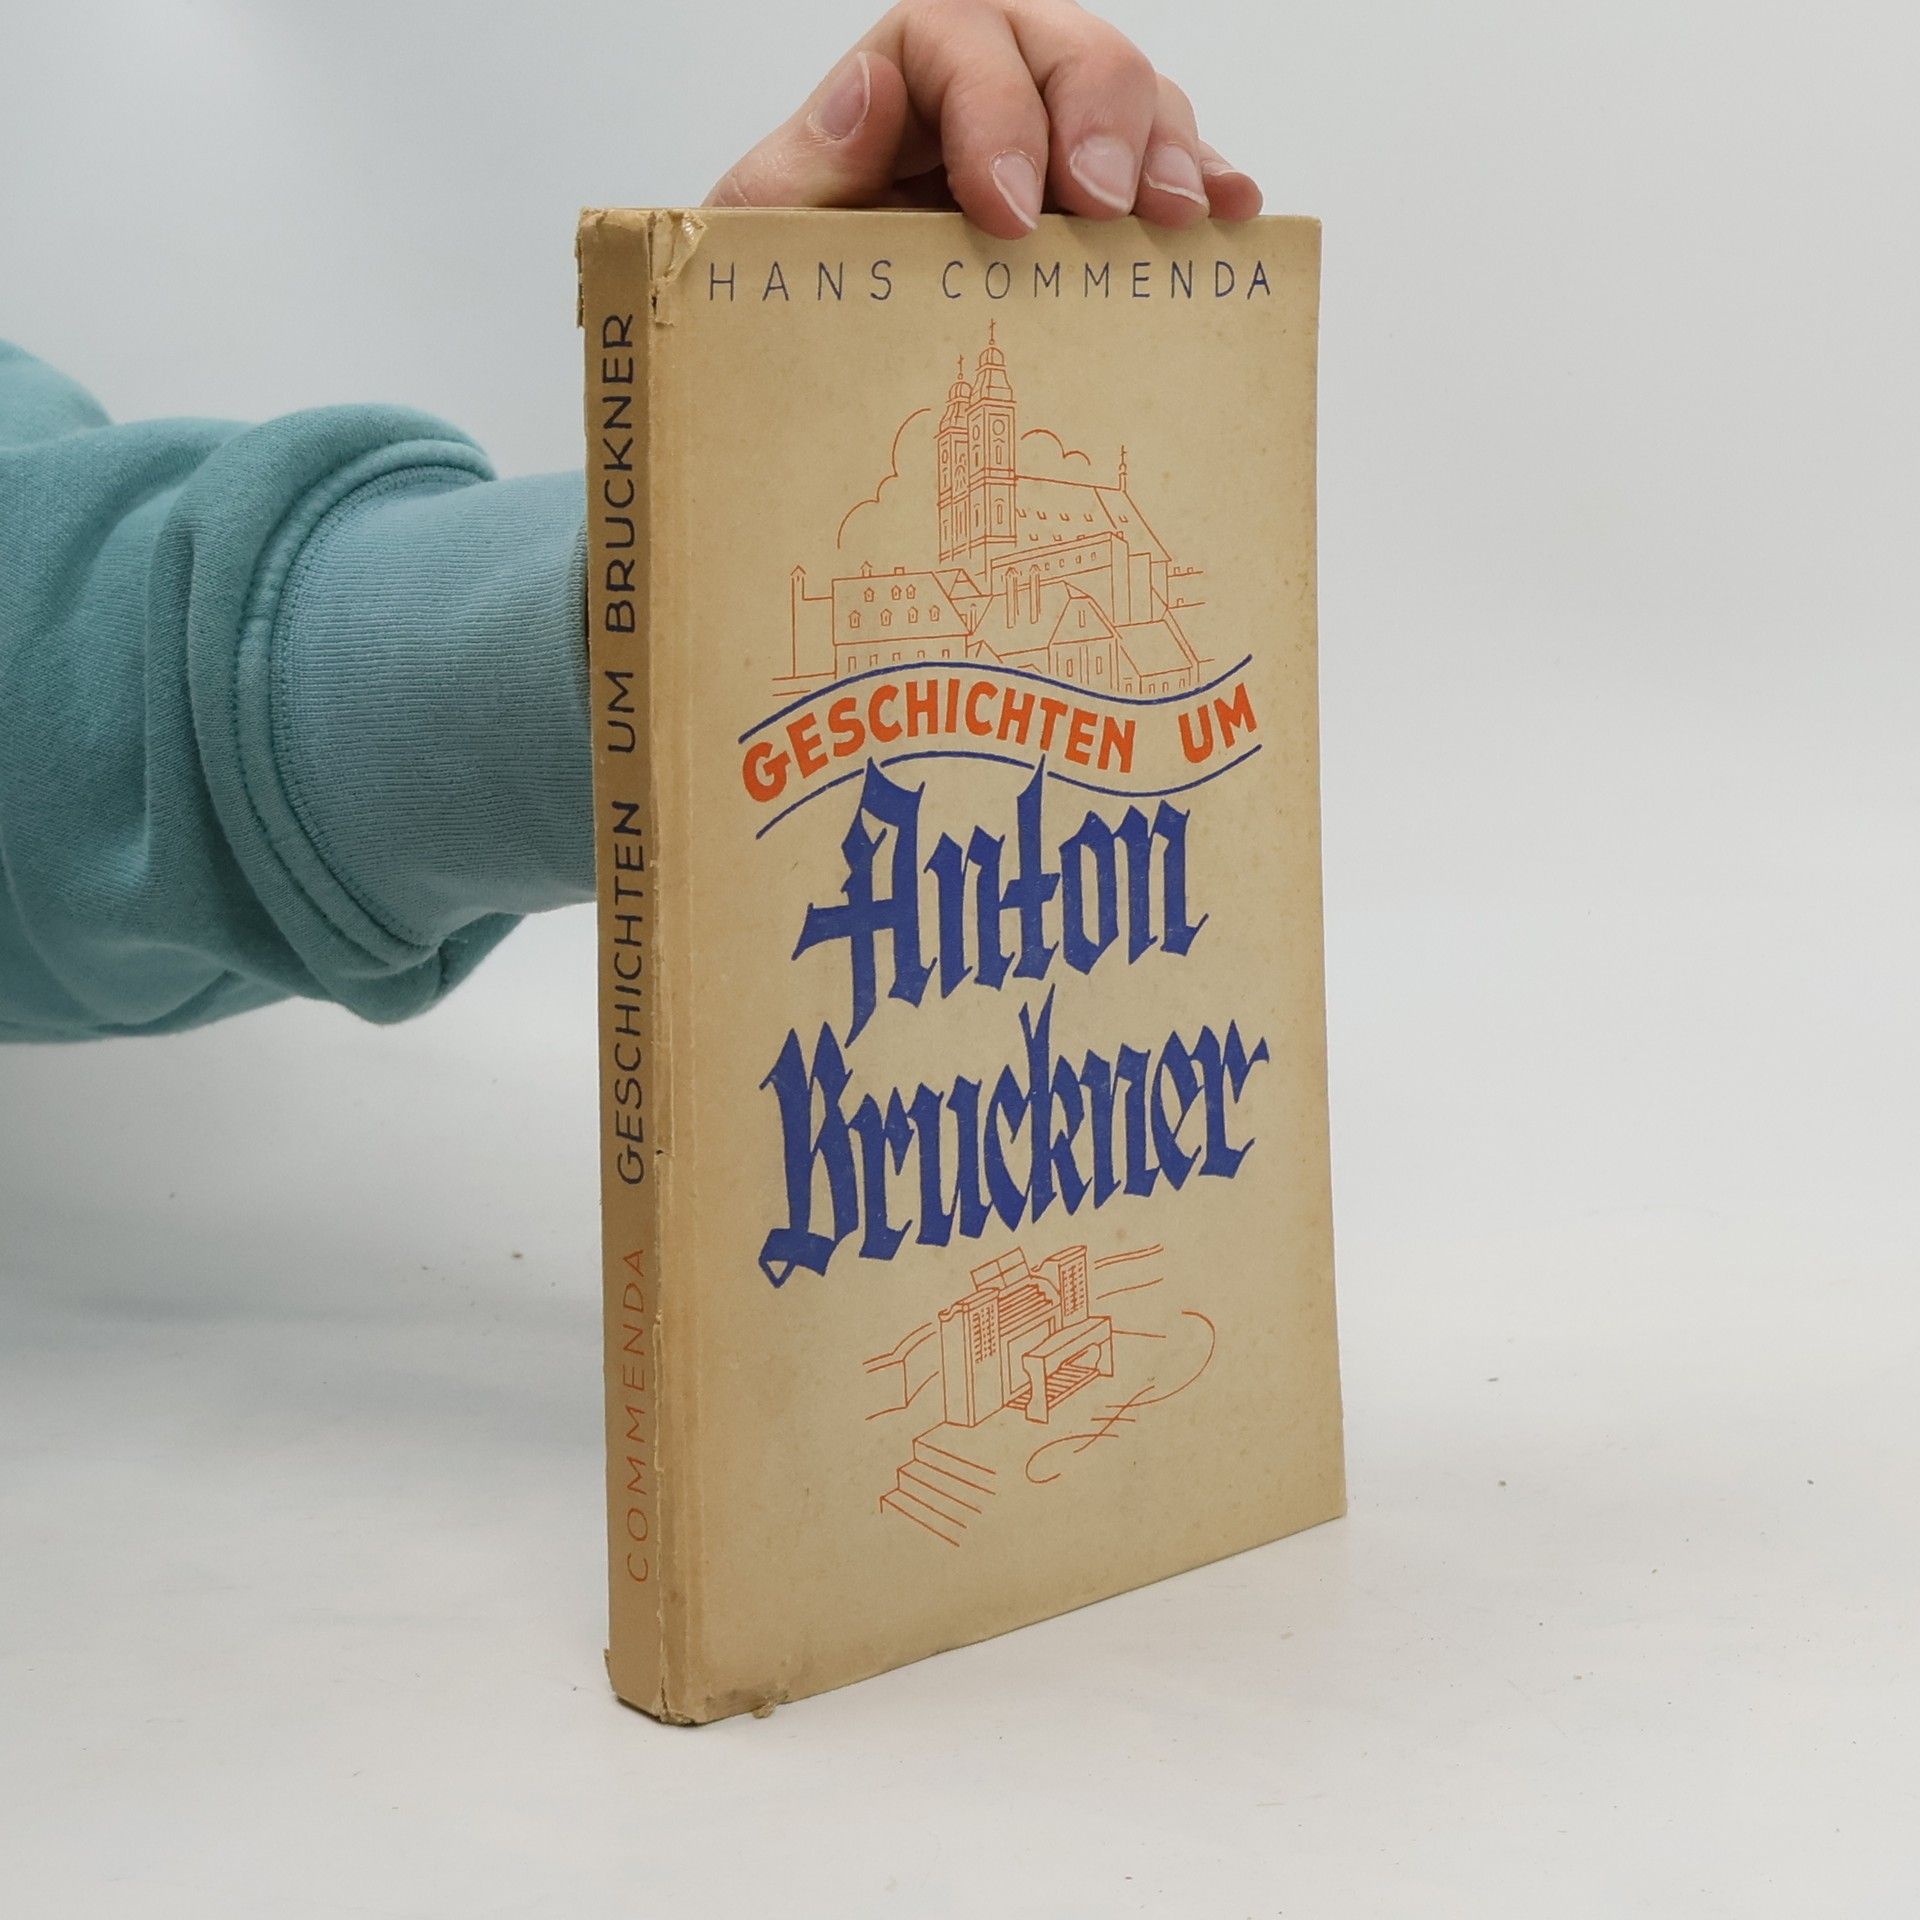 HANS COMMENDA
GESCHICHTEN UM
Anton
Bruckner
COMMENDA GESCHICHTEN UM BRUCKNER